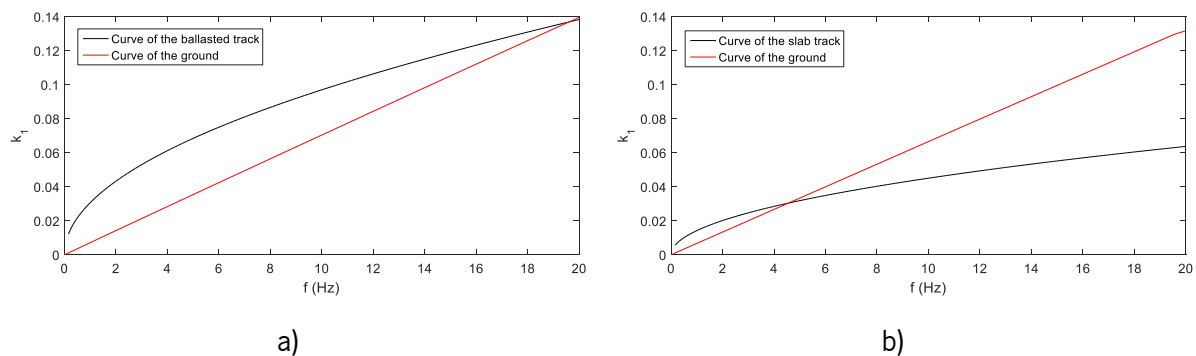 0.14
0.12
0.1
0.08
0.06
0.04
0.02
0
k1
Curve of the ballasted track
Curve of the ground
0 2 4 6 8 10 12 14 16 18 20
f (Hz)
a)
0.14
0.12
0.1
0.08
0.06
0.04
0.02
0
k1
Curve of the slab track
Curve of the ground
0 2 4 6 8 10 12 14 16 18 20
f (Hz)
b)